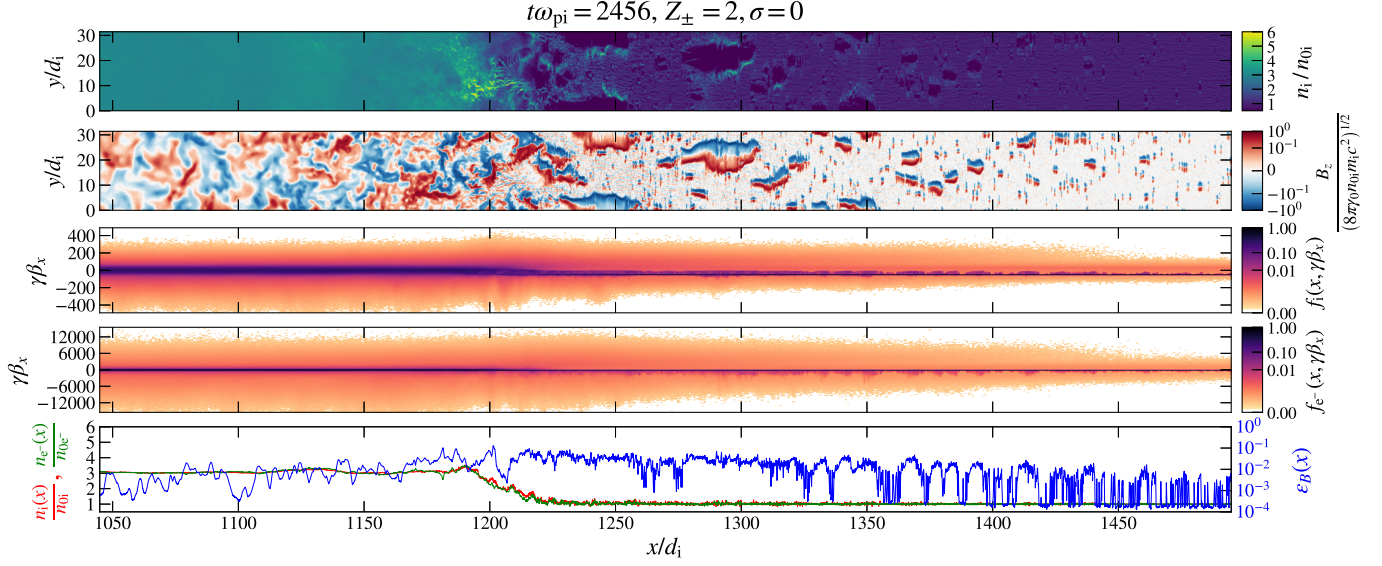 tω_pi = 2456, Z_± = 2, σ = 0
30
20
10
0
y/d_i
6
5
4
3
2
1
n_i/n_0i
30
20
10
0
y/d_i
10^0
10^−1
0
−10^−1
−10^0
B_z
(8πγ_0n_0im_ic^2)^1/2
400
200
0
−200
−400
γβ_x
1.00
0.10
0.01
0.00
f_i(x, γβ_x)
12000
6000
0
−6000
−12000
γβ_x
1.00
0.10
0.01
0.00
f_e^−(x, γβ_x)
n_i(x)
n_0i
,
n_e^−(x)
n_0e^−
6
5
4
3
2
1
10^0
10^−1
10^−2
10^−3
10^−4
ε_B(x)
1050 1100 1150 1200 1250 1300 1350 1400 1450
x/d_i